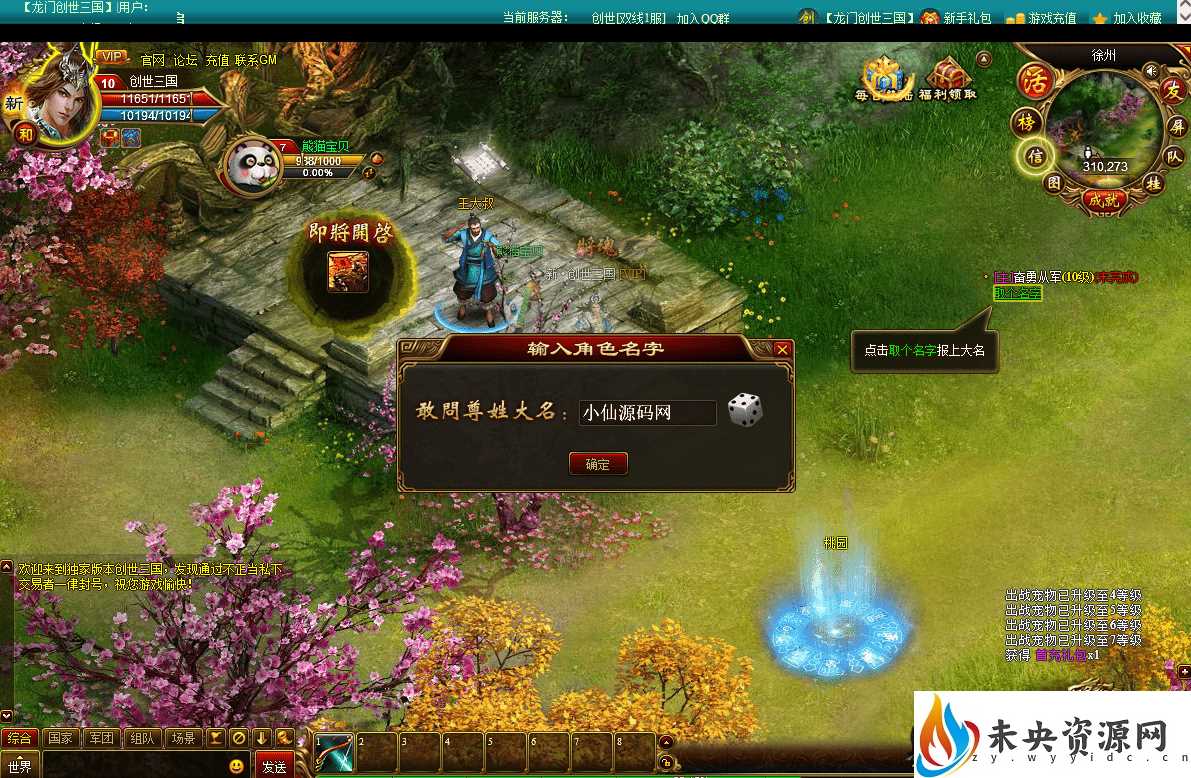 【龙门创世三国】|用户:
当前服务器: 创世[双线1服] 加入QQ群
创 【龙门创世三国】 新手礼包 游戏充值 加入收藏
VIP 官网 论坛 充值 联系GM
10 创世三国
新
和
10194/10194
7 熊猫宝贝
938/1000
0.00%
福利领取
徐州
活
榜
信
图
友
屏
队
挂
310,273
成就
即將開啓
王大叔
熊猫宝贝
将魂
新·创世三国 [VIP]
[主]奋勇从军(10级)(未完成)
取个名字
点击取个名字报上大名
输入角色名字
敢問尊姓大名:
小仙源码网
确定
桃园
欢迎来到独家版本创世三国：发现通过不正当私下
交易者一律封号，祝您游戏愉快！
出战宠物已升级至4等级
出战宠物已升级至5等级
出战宠物已升级至6等级
出战宠物已升级至7等级
获得 首充礼包x1
综合 国家 军团 组队 场景
世界
发送
1 2 3 4 5 6 7 8
未央资源网
zy.wyyidc.cn